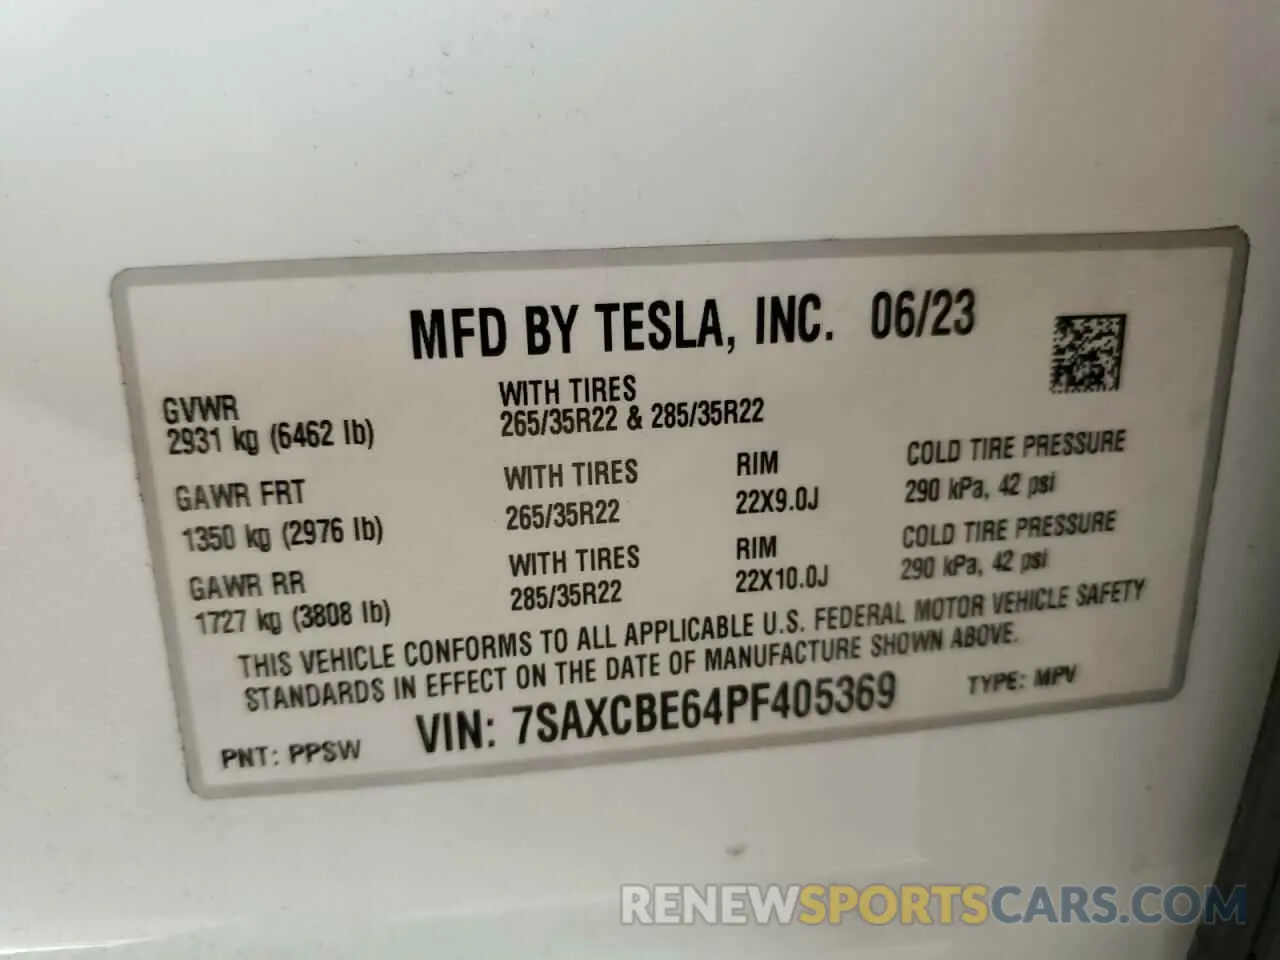 MFD BY TESLA, INC. 06/23
GVWR
2931 kg (6462 lb)
WITH TIRES
265/35R22 & 285/35R22
GAWR FRT
1350 kg (2976 lb)
WITH TIRES
265/35R22
RIM
22X9.0J
COLD TIRE PRESSURE
290 kPa, 42 psi
GAWR RR
1727 kg (3808 lb)
WITH TIRES
285/35R22
RIM
22X10.0J
COLD TIRE PRESSURE
290 kPa, 42 psi
THIS VEHICLE CONFORMS TO ALL APPLICABLE U.S. FEDERAL MOTOR VEHICLE SAFETY
STANDARDS IN EFFECT ON THE DATE OF MANUFACTURE SHOWN ABOVE.
PNT: PPSW VIN: 7SAXCBE64PF405369 TYPE: MPV
RENEWSPORTSCARS.COM